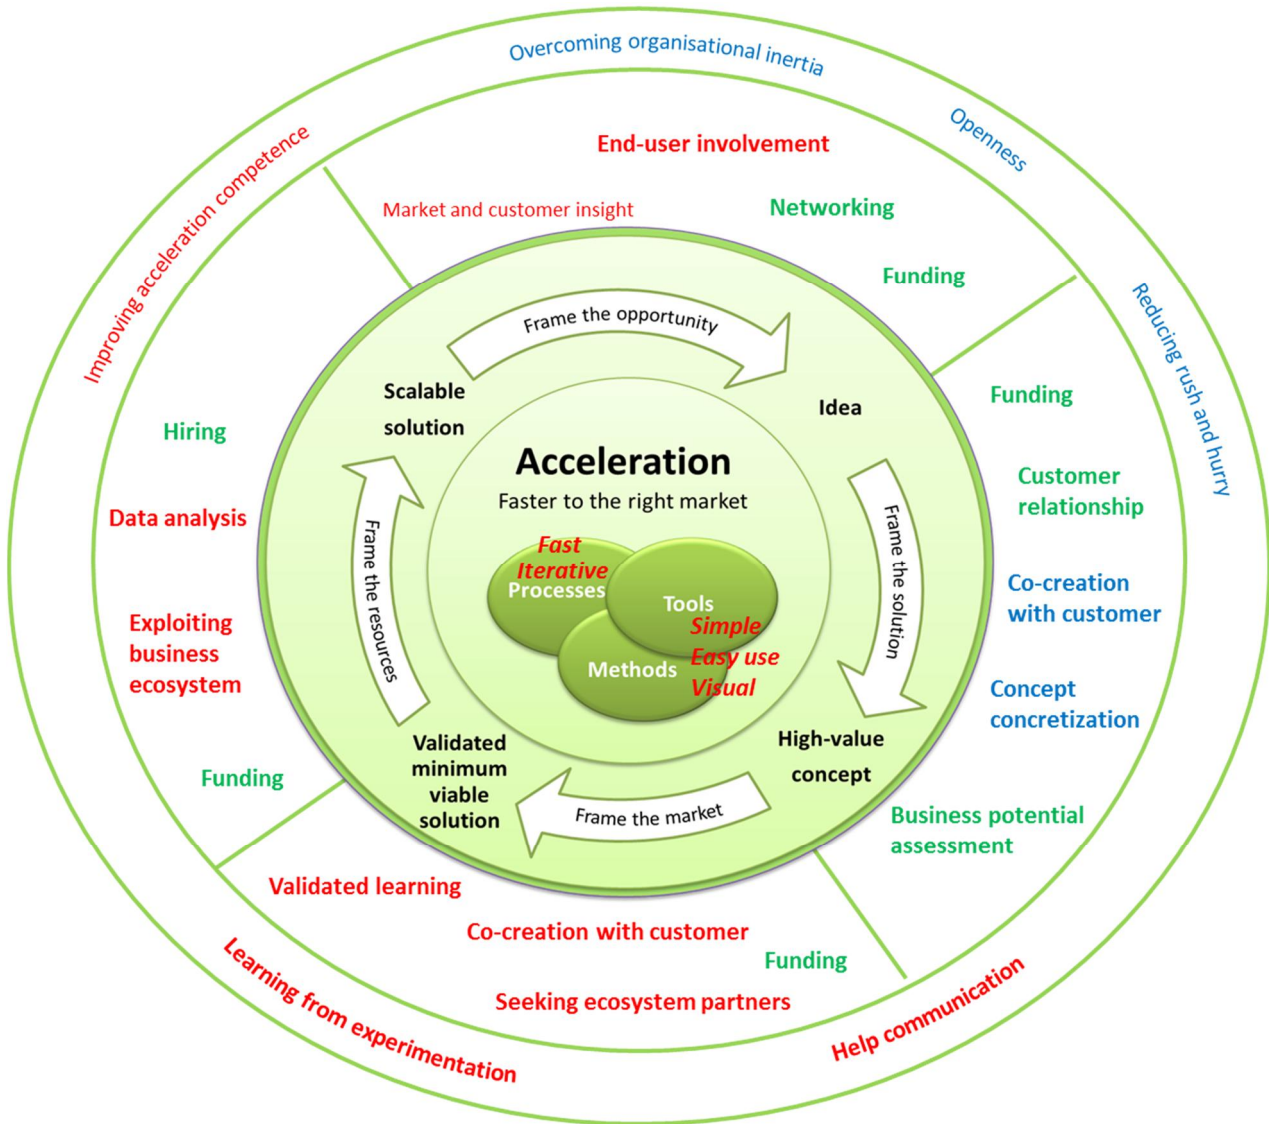 Overcoming organisational inertia
Openness
Reducing rush and hurry
Improving acceleration competence
End-user involvement
Market and customer insight
Networking
Funding
Frame the opportunity
Scalable
solution
Idea
Funding
Customer
relationship
Co-creation
with customer
Concept
concretization
Business potential
assessment
Hiring
Data analysis
Exploiting
business
ecosystem
Funding
Acceleration
Faster to the right market
Fast
Iterative
Processes
Tools
Simple
Easy use
Visual
Methods
Frame the solution
Frame the resources
High-value
concept
Validated
minimum
viable
solution
Frame the market
Validated learning
Co-creation with customer
Funding
Seeking ecosystem partners
Learning from experimentation
Help communication